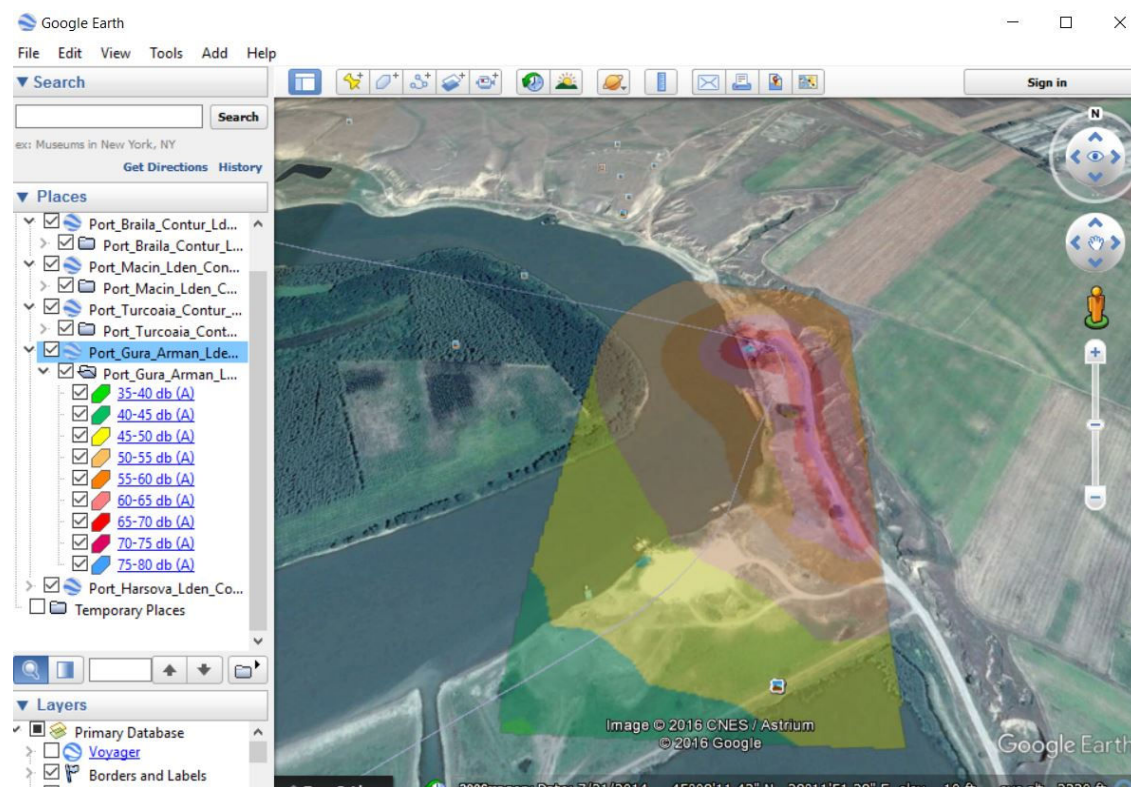 Google Earth
File Edit View Tools Add Help
Search
Sign in
Search
ex: Museums in New York, NY
Get Directions History
Places
Port_Braila_Contur_Ld...
Port_Braila_Contur_L...
Port_Macin_Lden_Con...
Port_Macin_Lden_C...
Port_Turcoaia_Contur_...
Port_Turcoaia_Cont...
Port_Gura_Arman_Lde...
Port_Gura_Arman_L...
35-40 db (A)
40-45 db (A)
45-50 db (A)
50-55 db (A)
55-60 db (A)
60-65 db (A)
65-70 db (A)
70-75 db (A)
75-80 db (A)
Port_Harsova_Lden_Co...
Temporary Places
Layers
Primary Database
Voyager
Borders and Labels
N
Image © 2016 CNES / Astrium
© 2016 Google
Google Earth